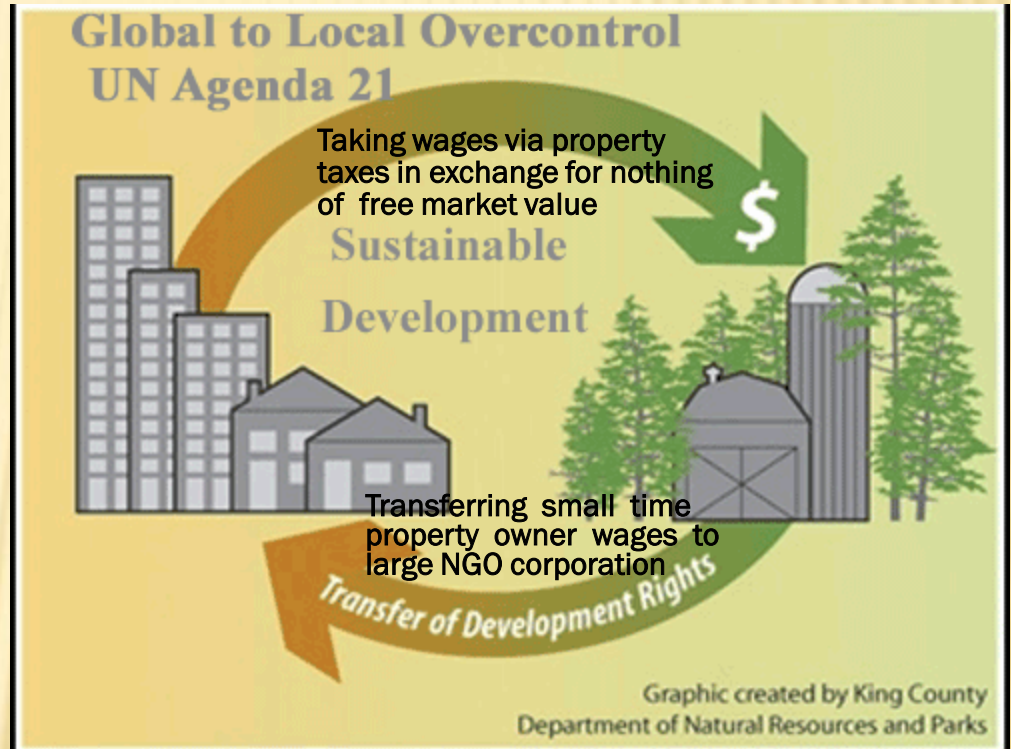 Global to Local Overcontrol
UN Agenda 21
Taking wages via property
taxes in exchange for nothing
of free market value
$
Sustainable
Development
Transferring small time
property owner wages to
large NGO corporation
Transfer of Development Rights
Graphic created by King County
Department of Natural Resources and Parks